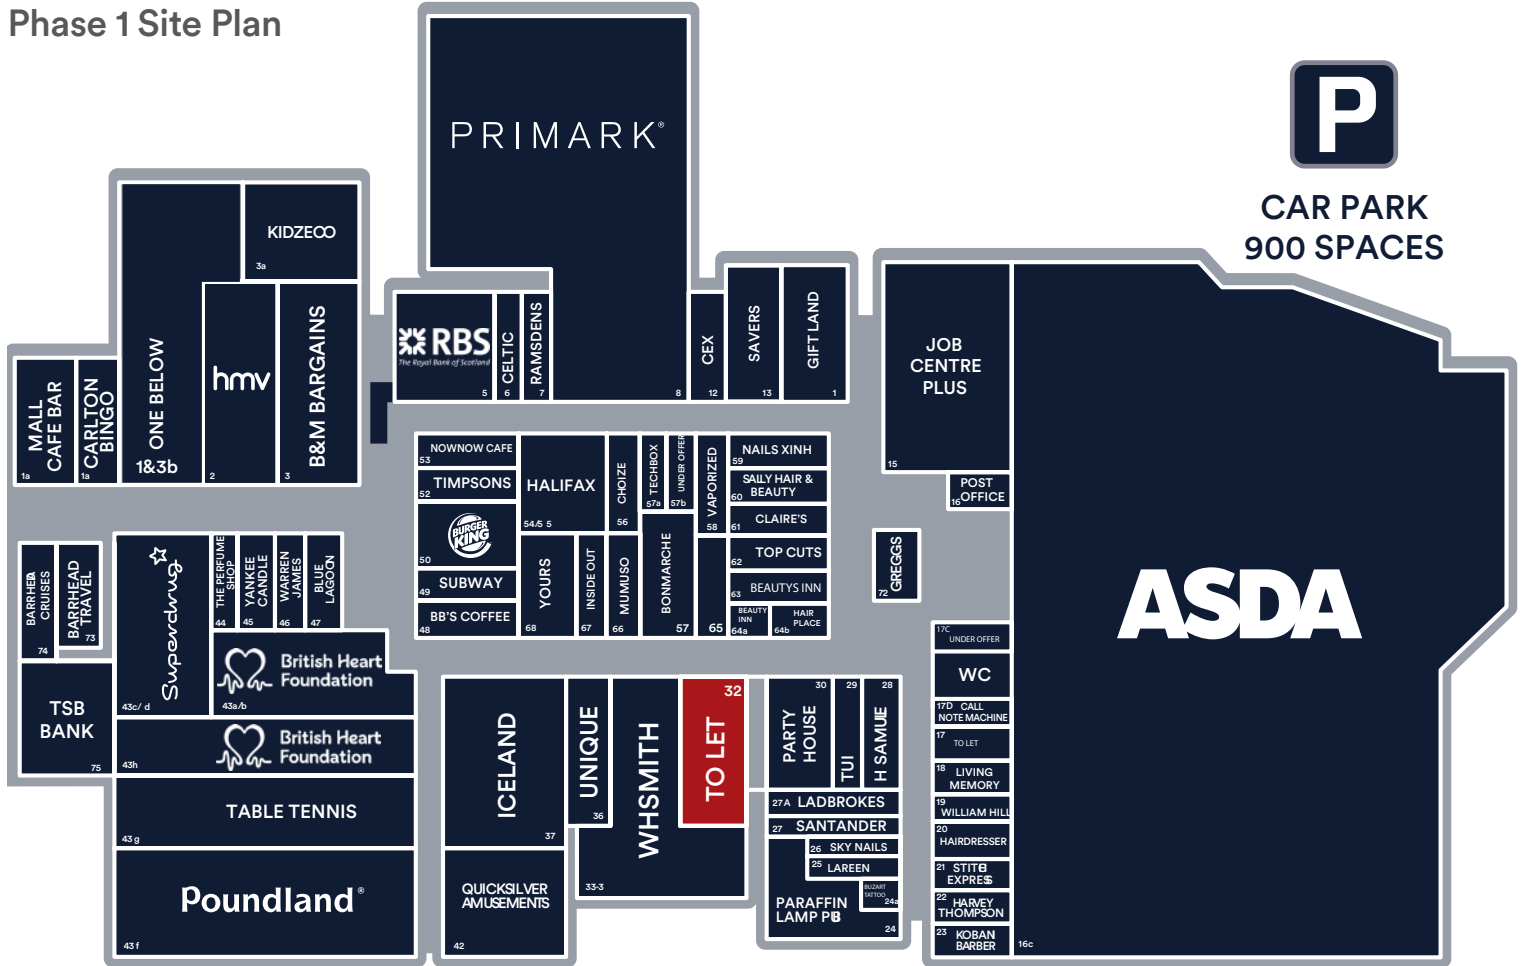 Phase 1 Site Plan
PRIMARK®
P
CAR PARK
900 SPACES
KIDZECO
3a
ONE BELOW
1&3b
hmv
2
B&M BARGAINS
3
MALL
CAFE BAR
1a
CARLTON
BINGO
1a
RBS
The Royal Bank of Scotland
5
CELTIC
6
RAMSDENS
7
8
CEX
12
SAVERS
13
GIFT LAND
1
JOB
CENTRE
PLUS
15
POST
OFFICE
16
NOWNOW CAFE
53
TIMPSONS
52
BURGER
KING
50
SUBWAY
49
BB'S COFFEE
48
HALIFAX
54/5 5
CHOIZE
56
TECHBOX
57a
UNDER OFFER
57b
VAPORIZED
58
NAILS XINH
59
SALLY HAIR &
BEAUTY
60
CLAIRE'S
61
TOP CUTS
62
BEAUTYS INN
63
BEAUTY
INN
64a
HAIR
PLACE
64b
YOURS
68
INSIDE OUT
67
MUMUSO
66
BONMARCHE
57
65
GREGGS
72
ASDA
16c
BARRHEA
CRUISES
74
BARRHEAD
TRAVEL
73
TSB
BANK
75
Superdrug
43c/ d
THE PERFUME
SHOP
44
YANKEE
CANDLE
45
WARREN
JAMES
46
BLUE
LAGOON
47
British Heart
Foundation
43a/b
British Heart
Foundation
43h
TABLE TENNIS
43 g
Poundland®
43 f
ICELAND
37
UNIQUE
36
WHSMITH
33-3
32
TO LET
QUICKSILVER
AMUSEMENTS
42
PARTY
HOUSE
30
TUI
29
H SAMUE
28
27A LADBROKES
27 SANTANDER
26 SKY NAILS
25 LAREEN
BUZART
TATTOO
24a
PARAFFIN
LAMP PUB
24
17C
UNDER OFFER
WC
17D CALL
NOTE MACHINE
17
TO LET
18 LIVING
MEMORY
19
WILLIAM HILL
20
HAIRDRESSER
21 STITCH
EXPRESS
22 HARVEY
THOMPSON
23 KOBAN
BARBER